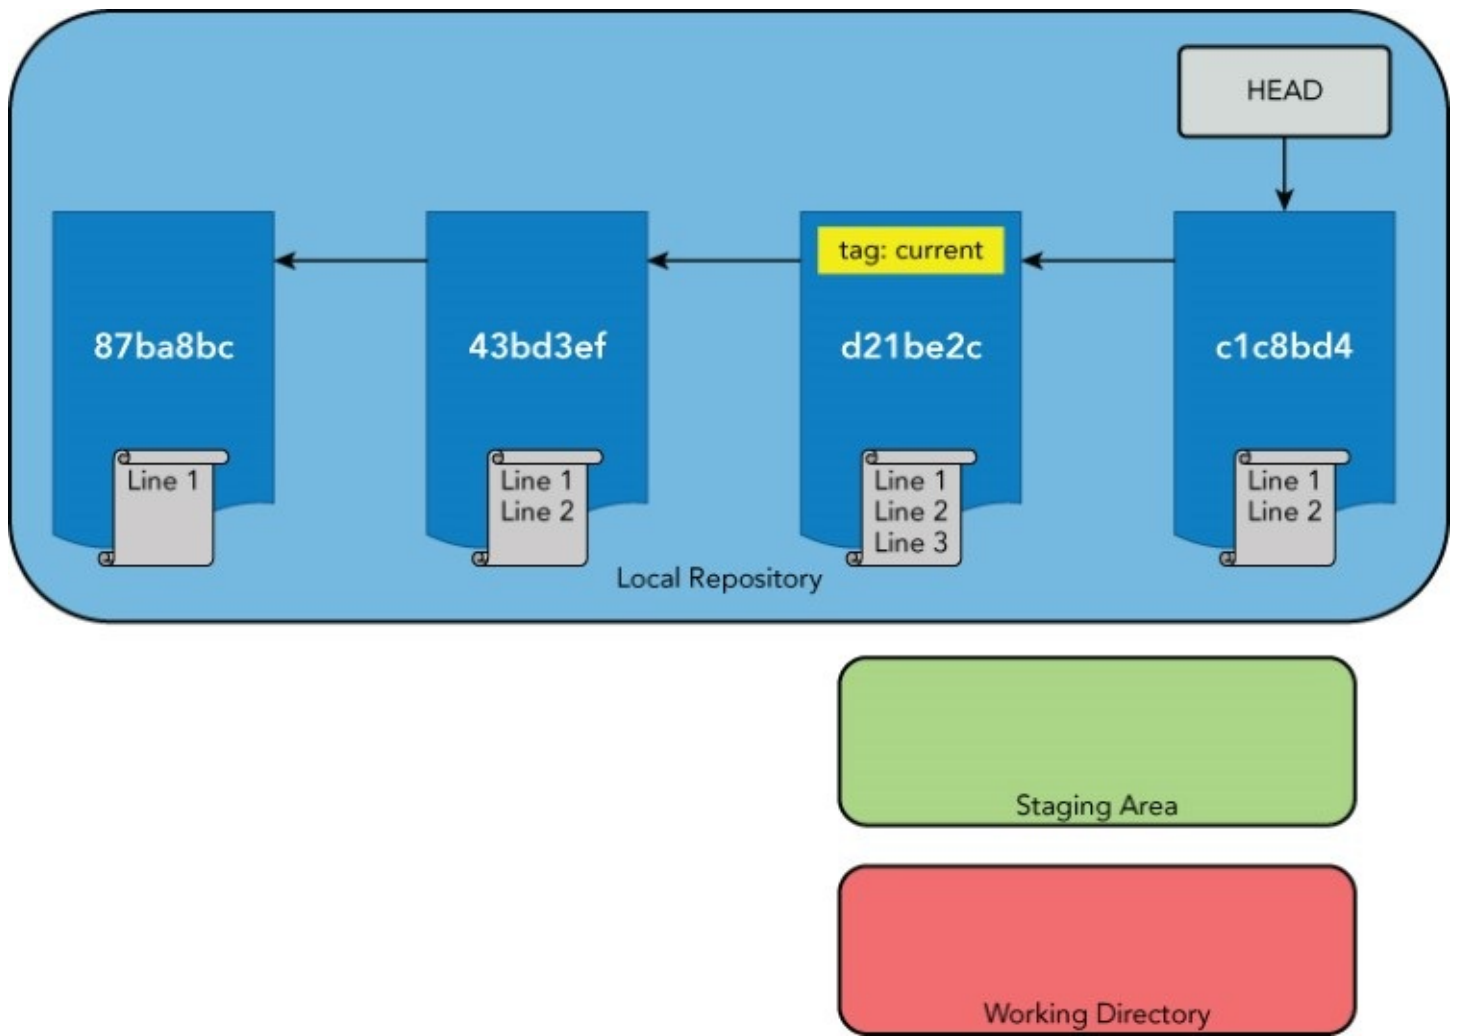 HEAD
tag: current
87ba8bc
43bd3ef
d21be2c
c1c8bd4
Line 1
Line 1
Line 2
Line 1
Line 2
Line 3
Line 1
Line 2
Local Repository
Staging Area
Working Directory